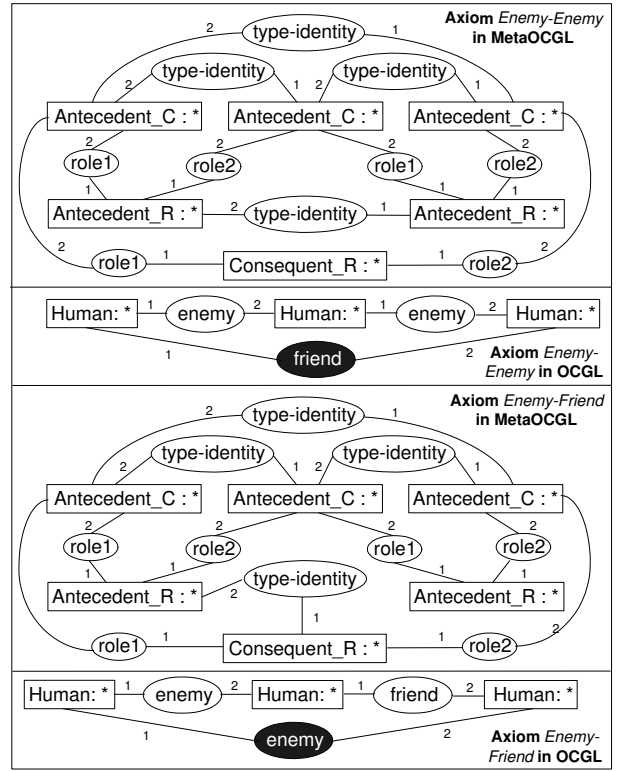 Axiom Enemy-Enemy
in MetaOCGL
2 type-identity 1
2 type-identity 1 2 type-identity 1
Antecedent_C : * Antecedent_C : * Antecedent_C : *
2 2 2 2
role1 role2 role1 role2
1 1 1 1
Antecedent_R : * 2 type-identity 1 Antecedent_R : *
2 role1 1 Consequent_R : * 1 role2 2
Human: * 1 enemy 2 Human: * 1 enemy 2 Human: *
1 friend 2
Axiom Enemy-
Enemy in OCGL
Axiom Enemy-Friend
in MetaOCGL
2 type-identity 1
2 type-identity 1 2 type-identity 1
Antecedent_C : * Antecedent_C : * Antecedent_C : *
2 2 2 2
role1 role2 role1 role2
1 1 2 type-identity 1 1
Antecedent_R : * Antecedent_R : *
1
role1 1 Consequent_R : * 1 role2 2
Human: * 1 enemy 2 Human: * 1 friend 2 Human: *
1 enemy 2
Axiom Enemy-
Friend in OCGL